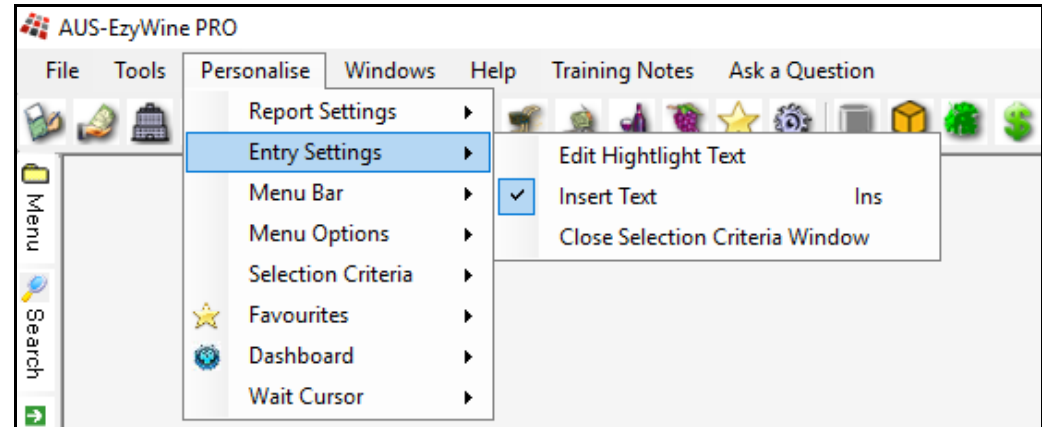 AUS-EzyWine PRO
File Tools Personalise Windows Help Training Notes Ask a Question
Report Settings
Entry Settings
Menu Bar
Menu Options
Selection Criteria
Favourites
Dashboard
Wait Cursor
Edit Hightlight Text
Insert Text Ins
Close Selection Criteria Window
Menu
Search